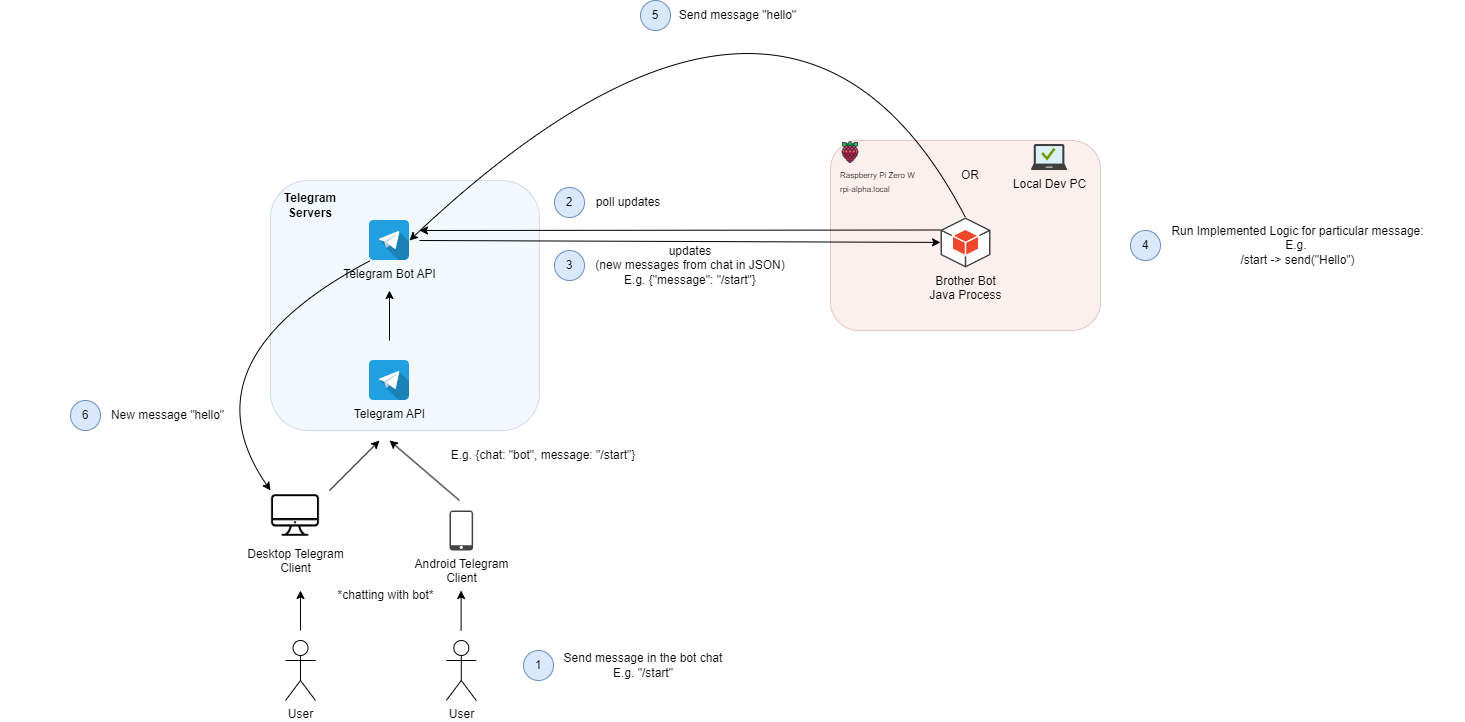 5
Send message "hello"
Telegram
Servers
Telegram Bot API
2
poll updates
updates
3
(new messages from chat in JSON)
E.g. {"message": "/start"}
Raspberry Pi Zero W
rpi-alpha.local
OR
Local Dev PC
Brother Bot
Java Process
4
Run Implemented Logic for particular message:
E.g.
/start -> send("Hello")
Telegram API
6
New message "hello"
E.g. {chat: "bot", message: "/start"}
Desktop Telegram
Client
Android Telegram
Client
*chatting with bot*
1
Send message in the bot chat
E.g. "/start"
User
User